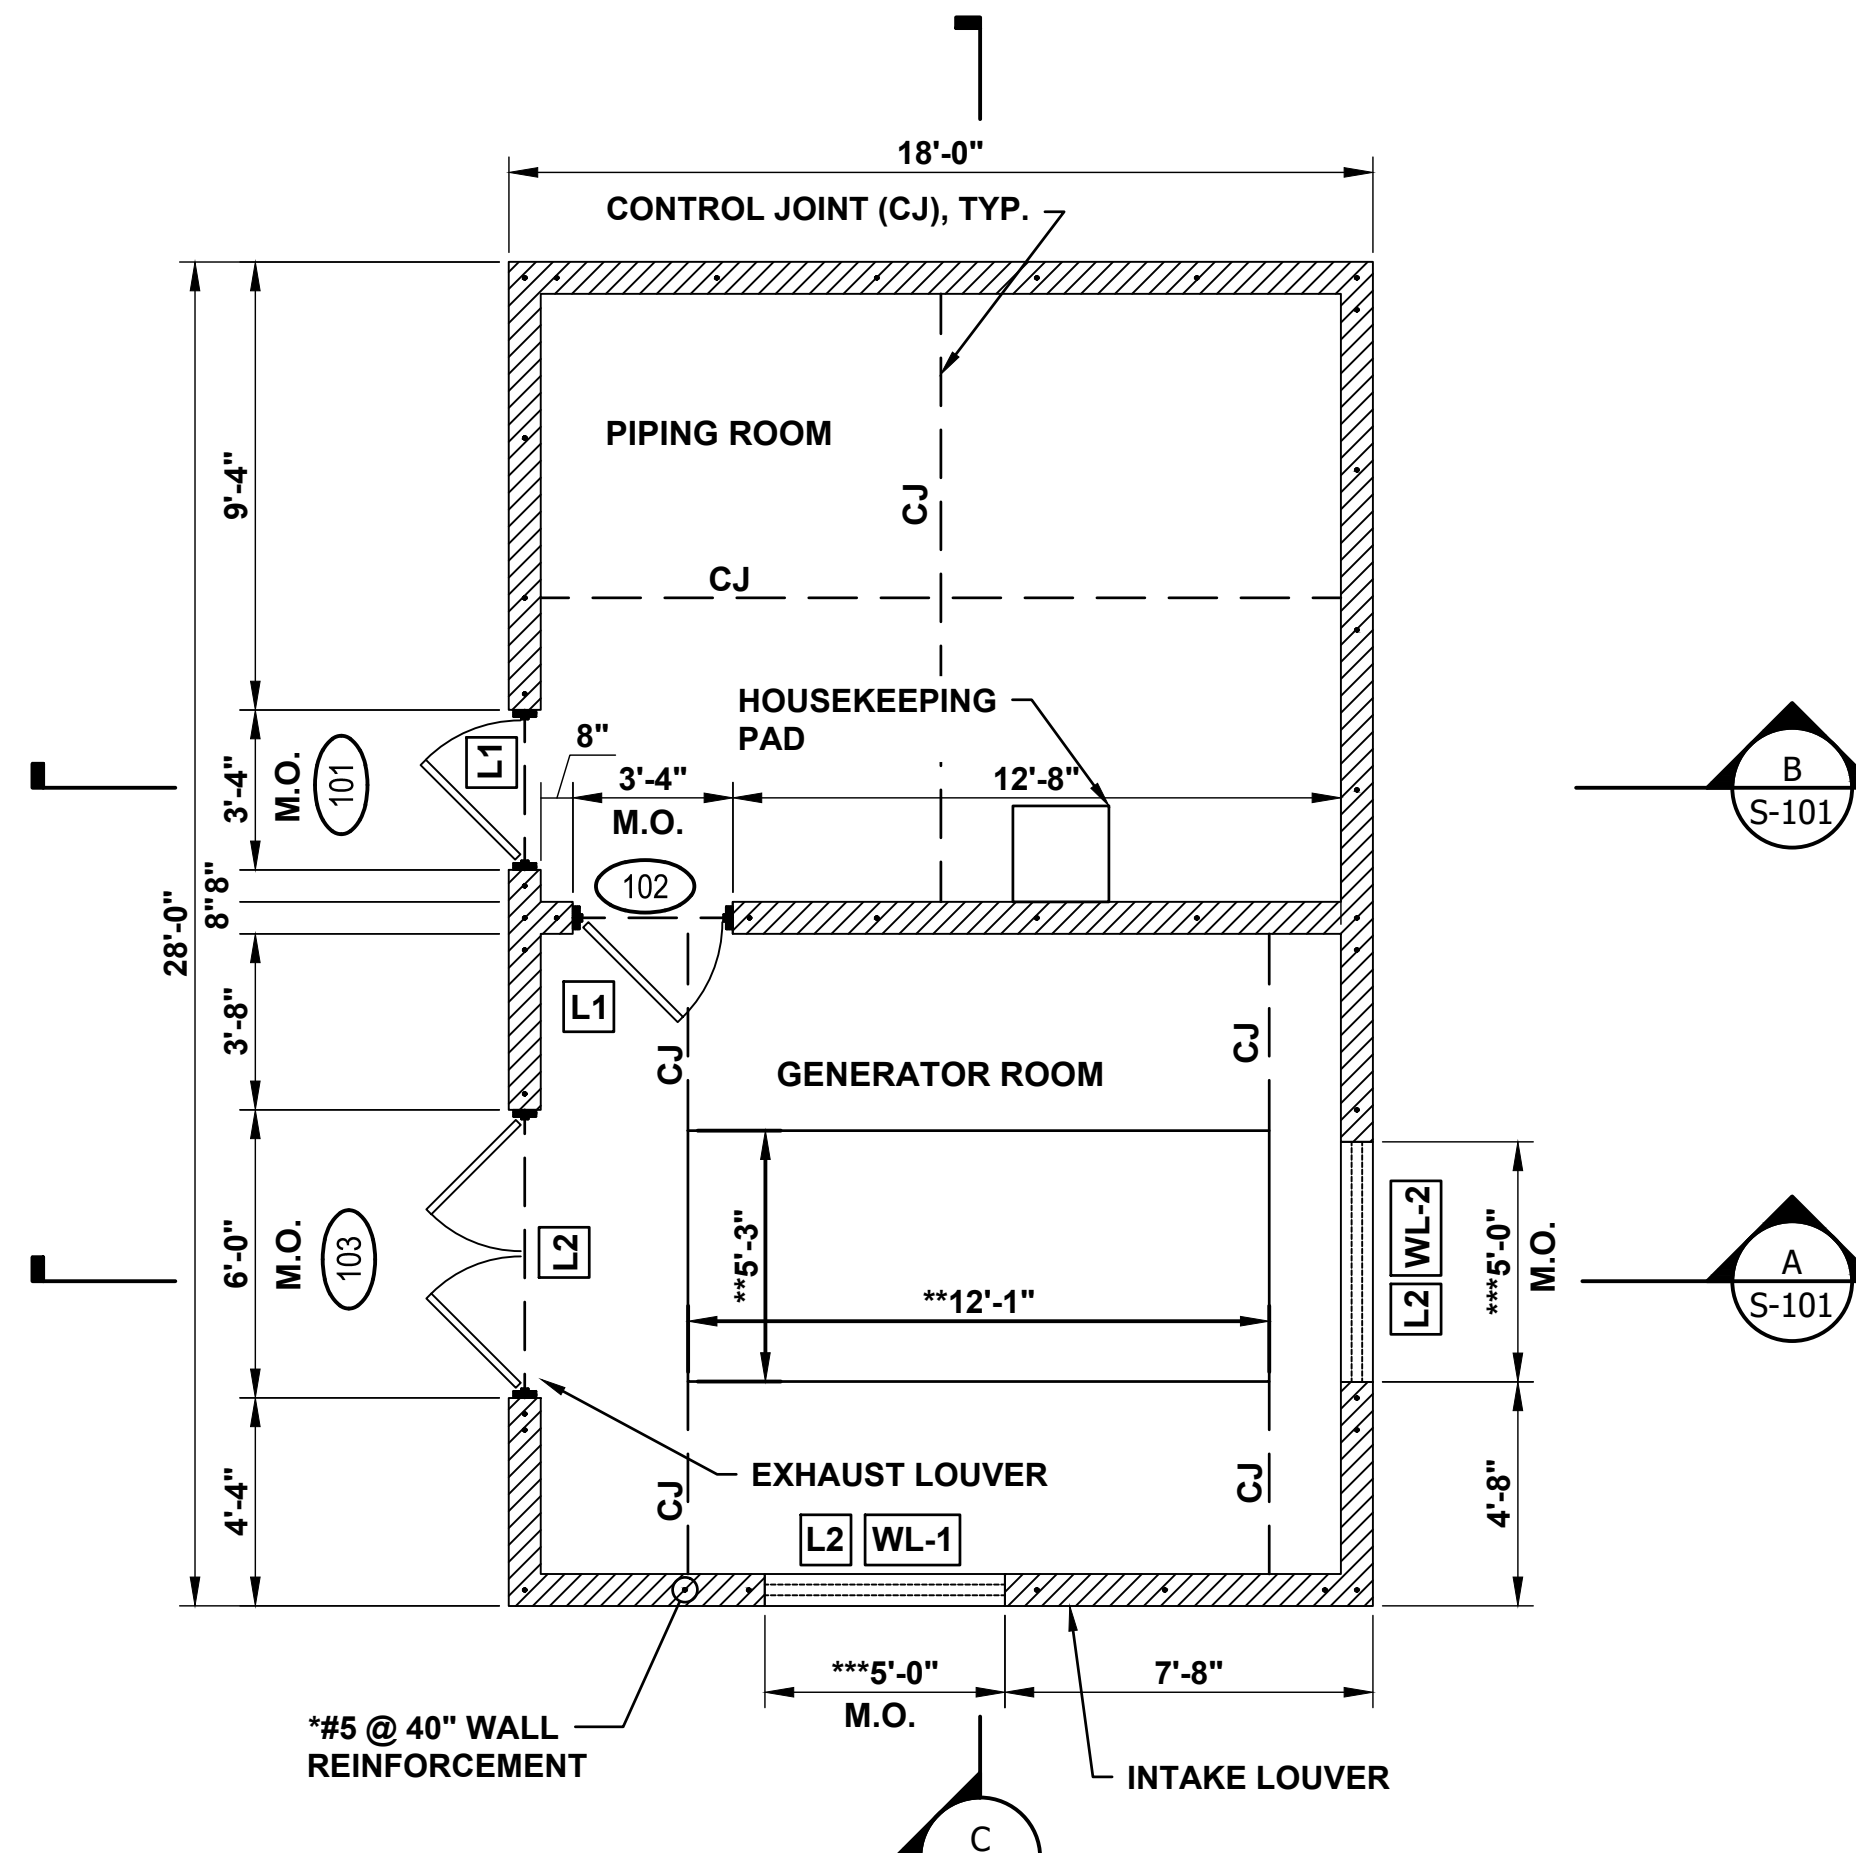 18'-0"
CONTROL JOINT (CJ), TYP.
PIPING ROOM
9'-4"
CJ
CJ
HOUSEKEEPING
PAD
8"
L1
3'-4"
M.O.
101
3'-4"
M.O.
12'-8"
B
S-101
102
8"
8"
28'-0"
3'-8"
L1
CJ
CJ
GENERATOR ROOM
6'-0"
M.O.
103
L2
**5'-3"
**12'-1"
WL-2
L2
***5'-0"
M.O.
A
S-101
EXHAUST LOUVER
CJ
CJ
4'-4"
4'-8"
L2
WL-1
***5'-0"
M.O.
7'-8"
*#5 @ 40" WALL
REINFORCEMENT
INTAKE LOUVER
C